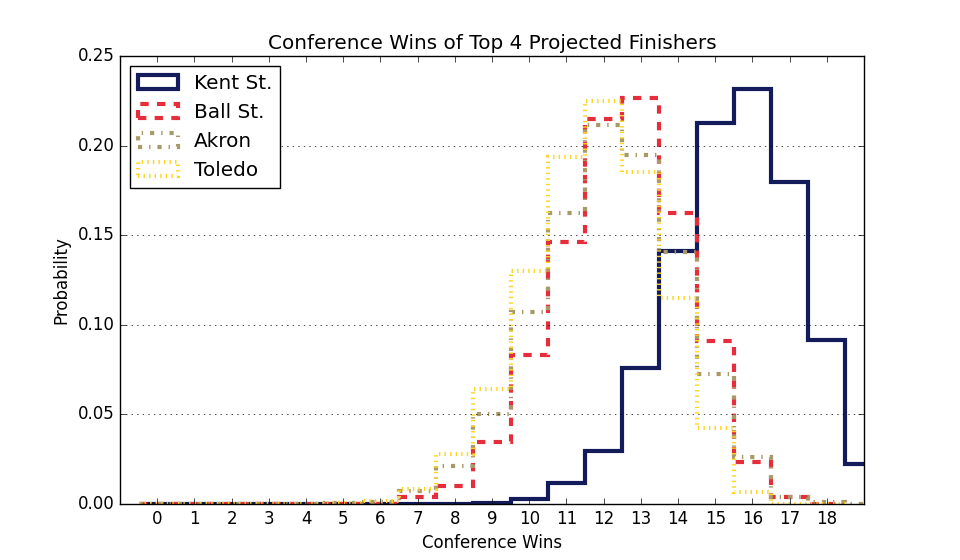 Conference Wins of Top 4 Projected Finishers
0.25
0.20
0.15
0.10
0.05
0.00
Probability
Kent St.
Ball St.
Akron
Toledo
0 1 2 3 4 5 6 7 8 9 10 11 12 13 14 15 16 17 18
Conference Wins